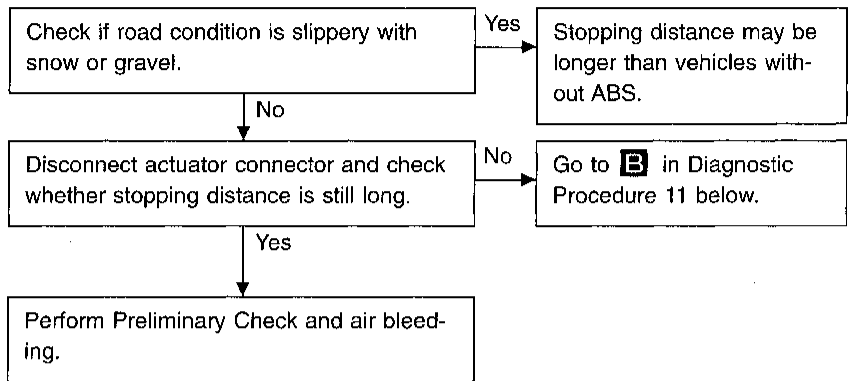 Check if road condition is slippery with
snow or gravel.
Yes
Stopping distance may be
longer than vehicles with-
out ABS.
No
Disconnect actuator connector and check
whether stopping distance is still long.
No
Go to B in Diagnostic
Procedure 11 below.
Yes
Perform Preliminary Check and air bleed-
ing.